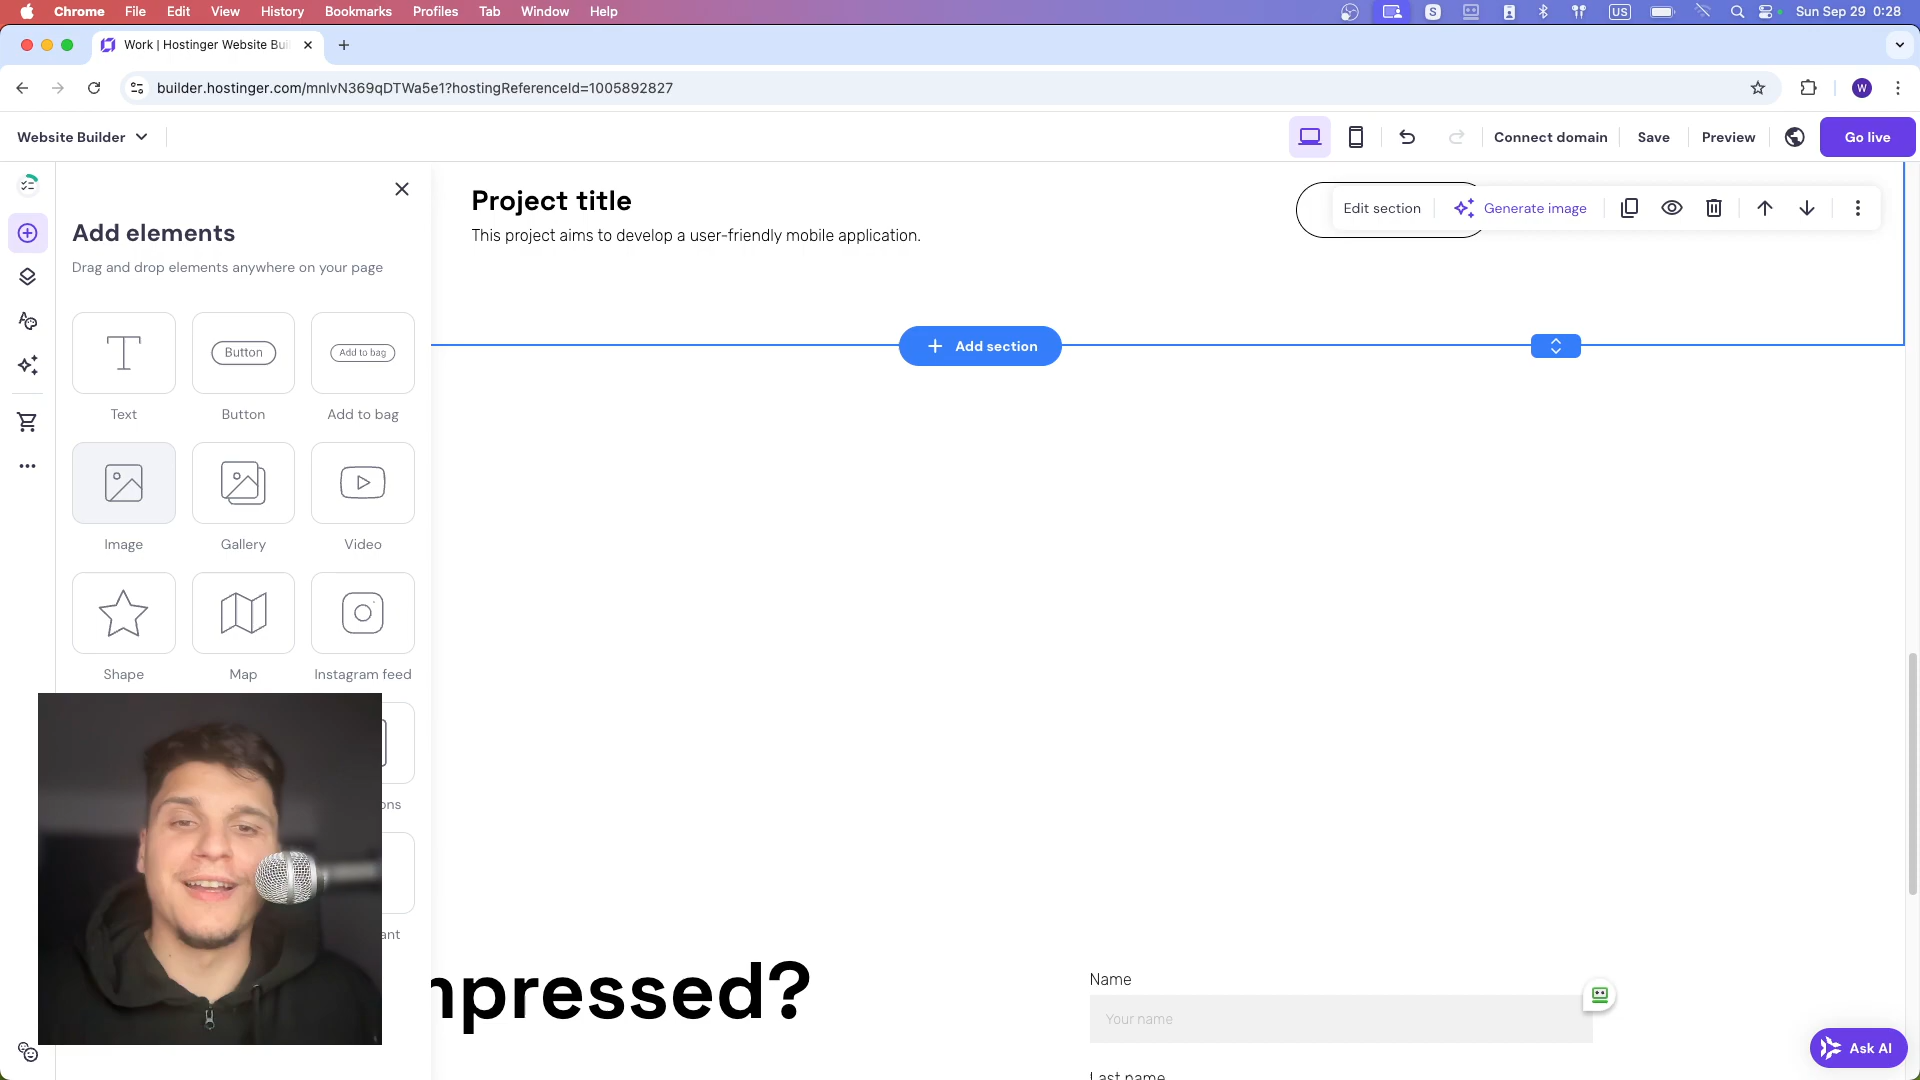 Chrome File Edit View History Bookmarks Profiles Tab Window Help
S US Sun Sep 29 0:28
Work | Hostinger Website Bui
builder.hostinger.com/mnlvN369qDTWa5e1?hostingReferenceId=1005892827
W
Website Builder
Connect domain Save Preview Go live
Add elements
Drag and drop elements anywhere on your page
Button
Add to bag
Text Button Add to bag
Image Gallery Video
Shape Map Instagram feed
ons
ant
Project title
This project aims to develop a user-friendly mobile application.
Edit section Generate image
Add section
mpressed?
Name
Your name
Last name
Ask AI